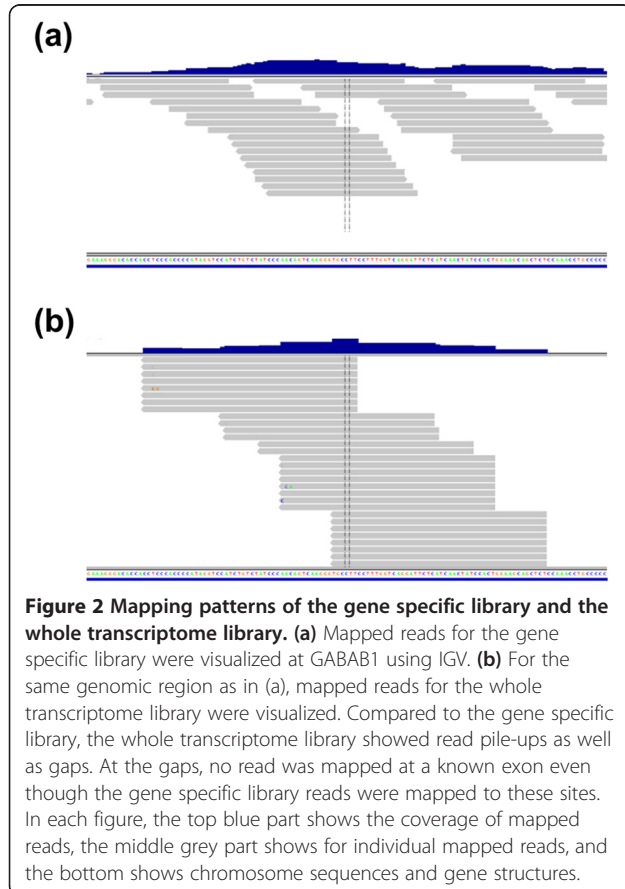 (a)
(b)
Figure 2 Mapping patterns of the gene specific library and the
whole transcriptome library. (a) Mapped reads for the gene
specific library were visualized at GABAB1 using IGV. (b) For the
same genomic region as in (a), mapped reads for the whole
transcriptome library were visualized. Compared to the gene specific
library, the whole transcriptome library showed read pile-ups as well
as gaps. At the gaps, no read was mapped at a known exon even
though the gene specific library reads were mapped to these sites.
In each figure, the top blue part shows the coverage of mapped
reads, the middle grey part shows for individual mapped reads, and
the bottom shows chromosome sequences and gene structures.